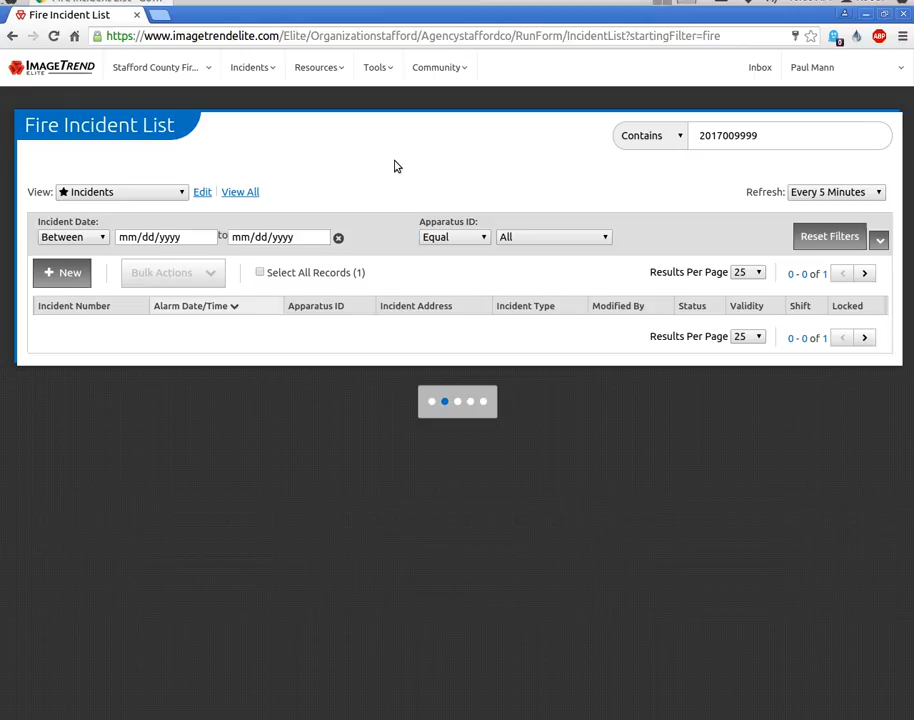 Fire Incident List
https://www.imagetrendelite.com/Elite/Organizationstafford/Agencystaffordco/RunForm/IncidentList?startingFilter=fire
ABP
IMAGETREND ELITE
Stafford County Fir...
Incidents
Resources
Tools
Community
Inbox
Paul Mann
Fire Incident List
Contains
2017009999
View:
Incidents
Edit
View All
Refresh:
Every 5 Minutes
Incident Date:
Apparatus ID:
Between
mm/dd/yyyy
to
mm/dd/yyyy
Equal
All
Reset Filters
+ New
Bulk Actions
Select All Records (1)
Results Per Page
25
0 - 0 of 1
Incident Number
Alarm Date/Time
Apparatus ID
Incident Address
Incident Type
Modified By
Status
Validity
Shift
Locked
Results Per Page
25
0 - 0 of 1